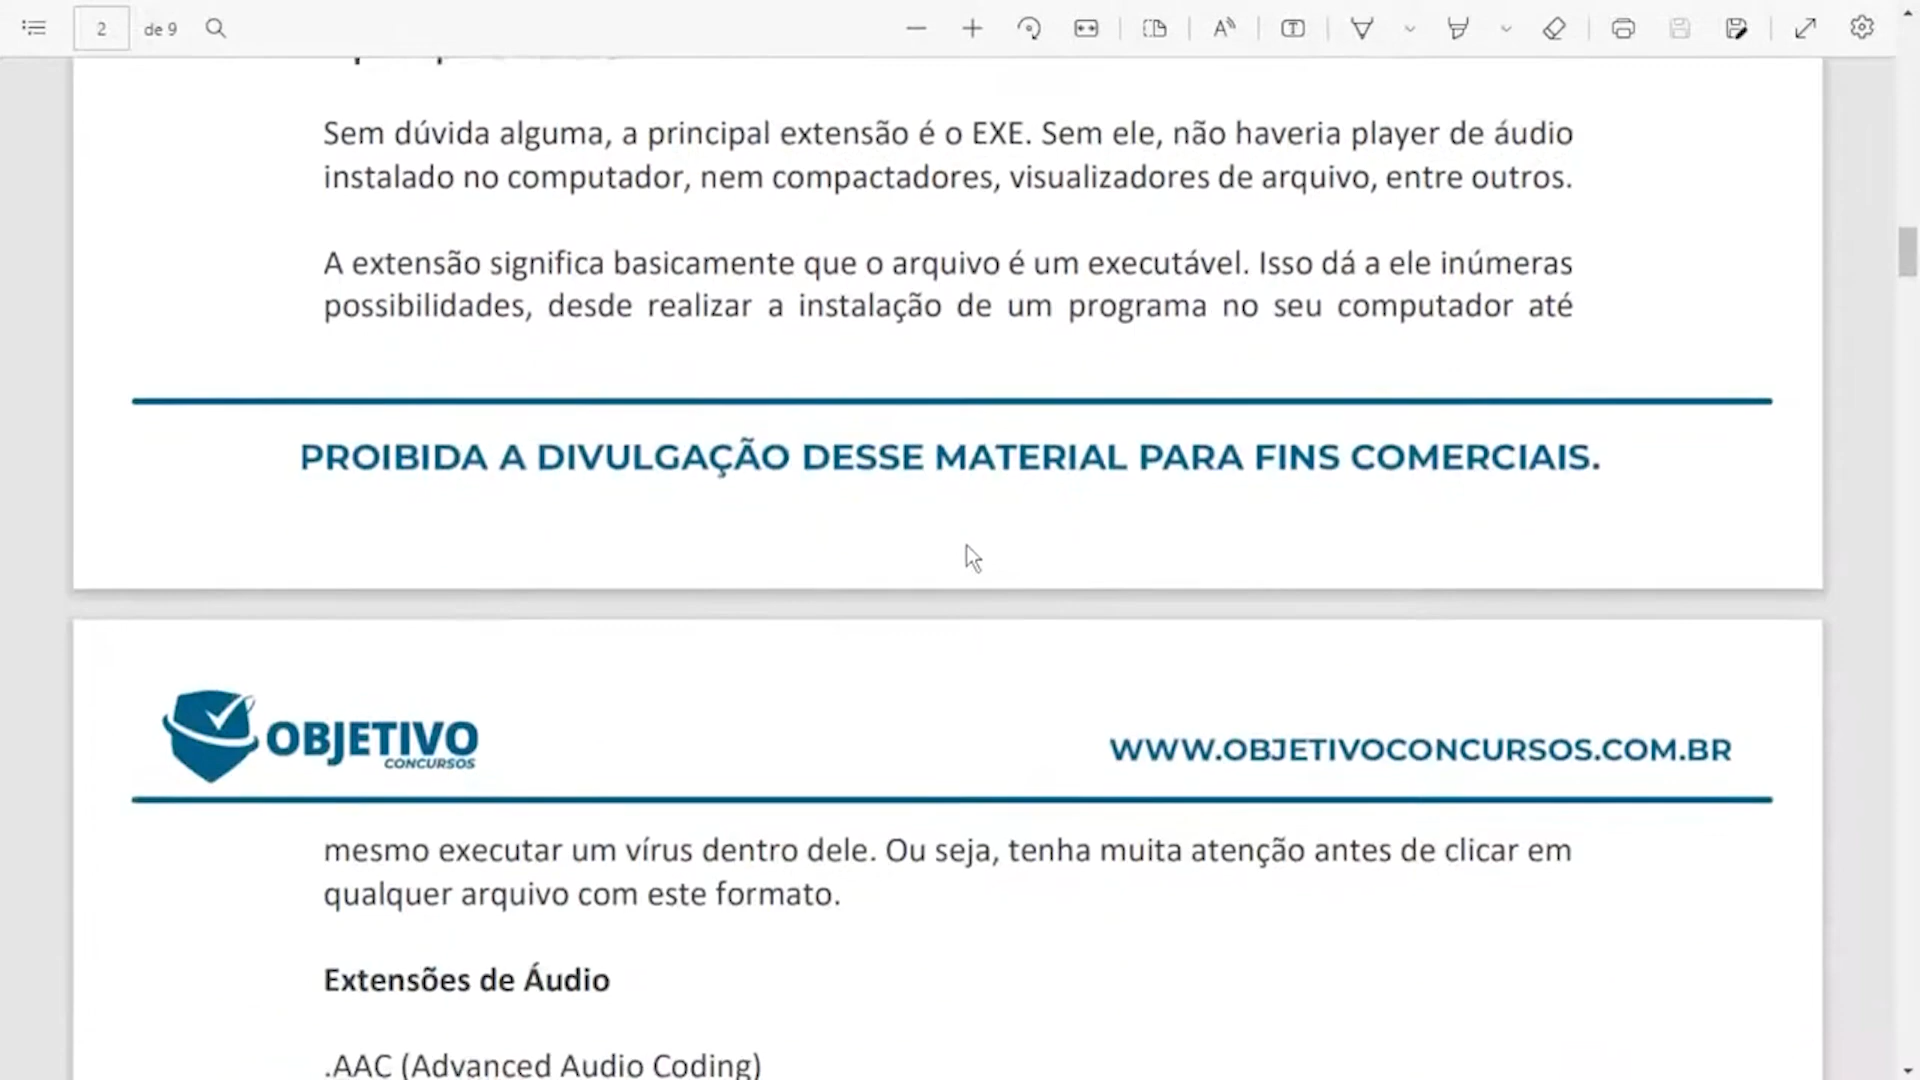 2 de 9
Sem dúvida alguma, a principal extensão é o EXE. Sem ele, não haveria player de áudio
instalado no computador, nem compactadores, visualizadores de arquivo, entre outros.
A extensão significa basicamente que o arquivo é um executável. Isso dá a ele inúmeras
possibilidades, desde realizar a instalação de um programa no seu computador até
PROIBIDA A DIVULGAÇÃO DESSE MATERIAL PARA FINS COMERCIAIS.
OBJETIVO
CONCURSOS
WWW.OBJETIVOCONCURSOS.COM.BR
mesmo executar um vírus dentro dele. Ou seja, tenha muita atenção antes de clicar em
qualquer arquivo com este formato.
Extensões de Áudio
.AAC (Advanced Audio Coding)